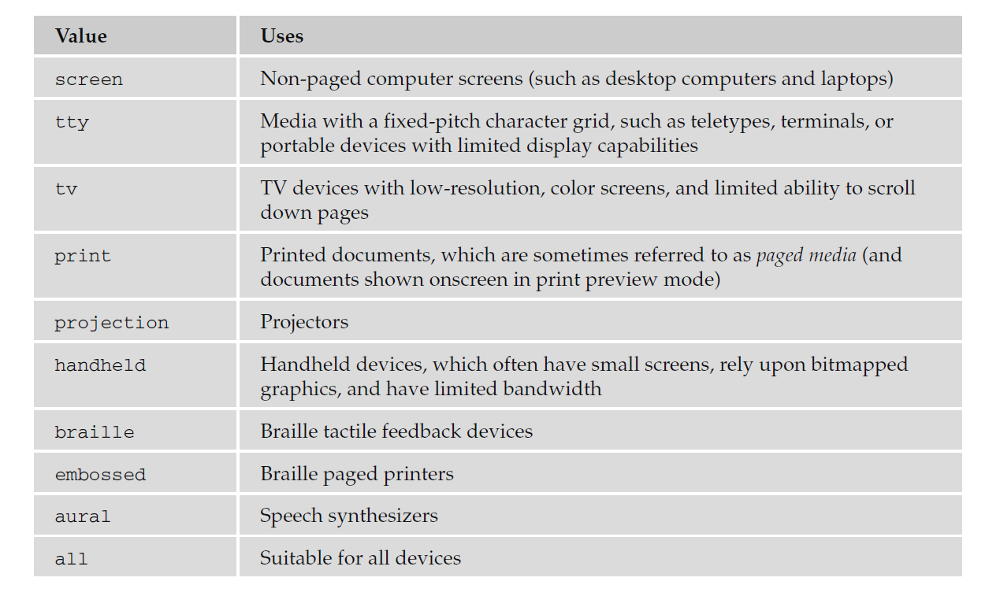 Value Uses
screen Non-paged computer screens (such as desktop computers and laptops)
tty Media with a fixed-pitch character grid, such as teletypes, terminals, or
portable devices with limited display capabilities
tv TV devices with low-resolution, color screens, and limited ability to scroll
down pages
print Printed documents, which are sometimes referred to as paged media (and
documents shown onscreen in print preview mode)
projection Projectors
handheld Handheld devices, which often have small screens, rely upon bitmapped
graphics, and have limited bandwidth
braille Braille tactile feedback devices
embossed Braille paged printers
aural Speech synthesizers
all Suitable for all devices